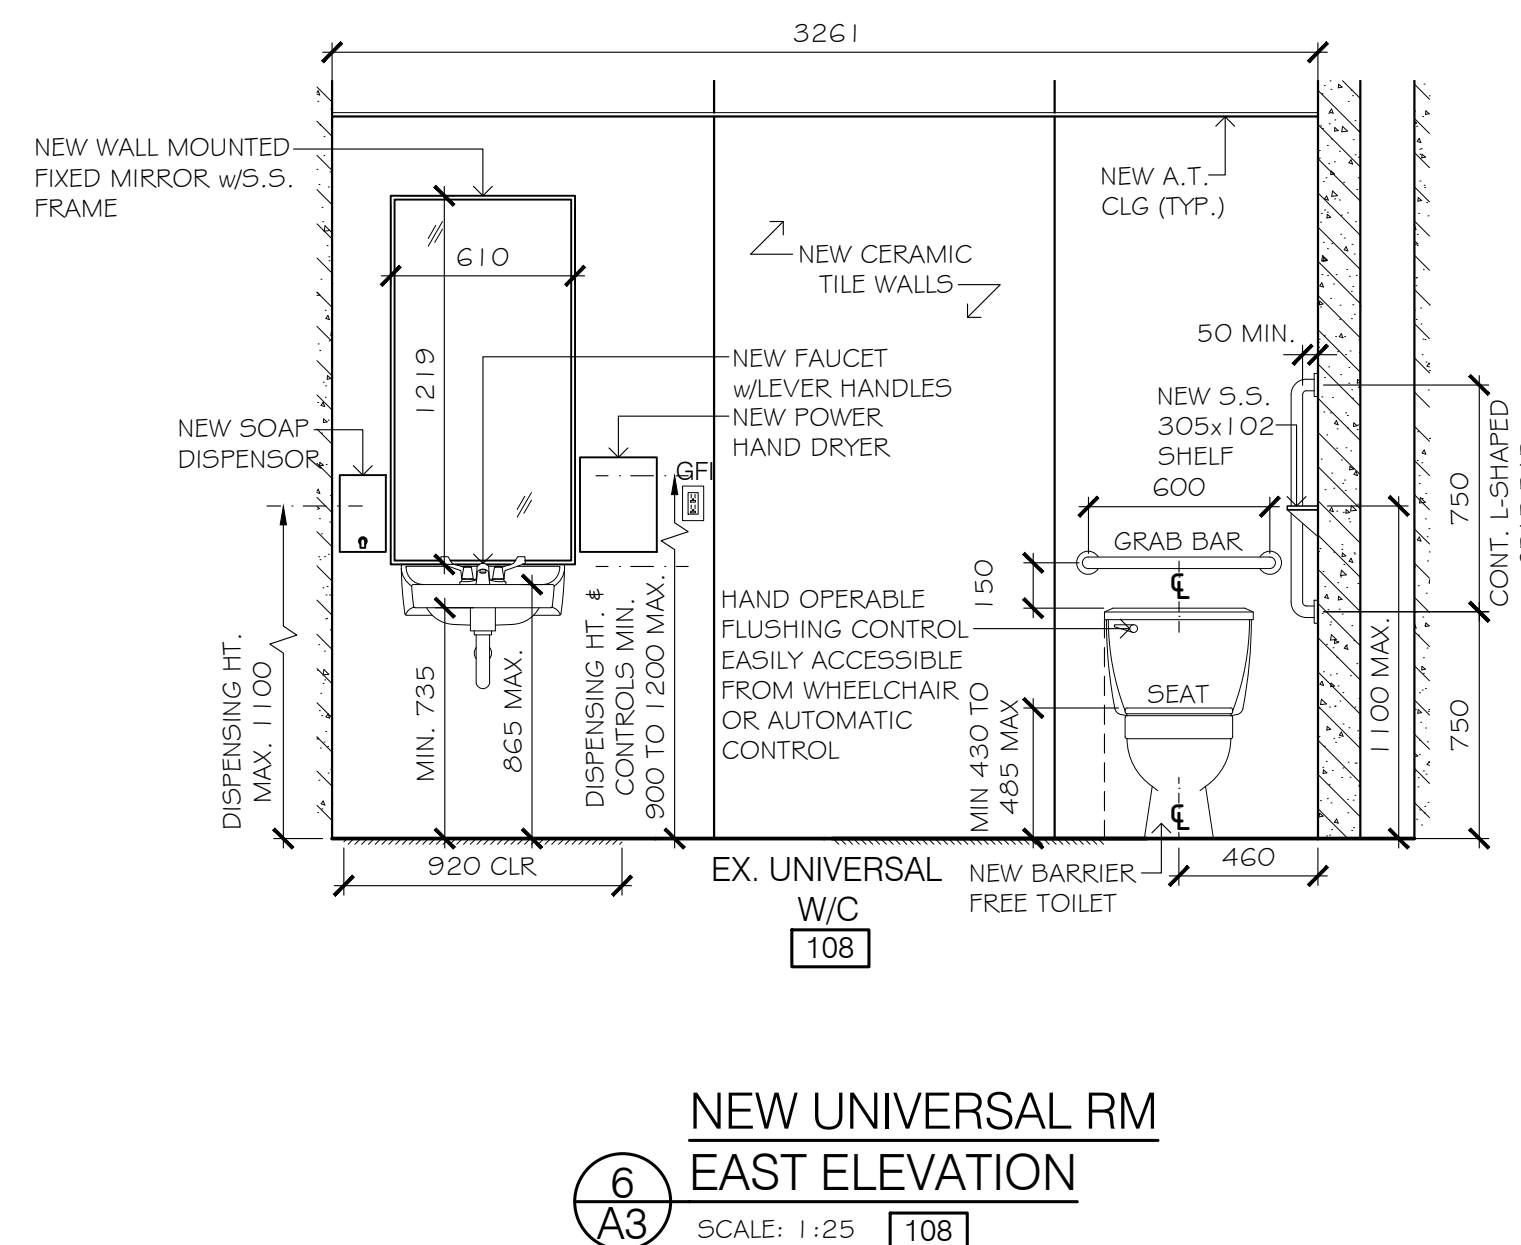 3261
NEW WALL MOUNTED
FIXED MIRROR w/S.S.
FRAME
NEW A.T.
CLG (TYP.)
610
NEW CERAMIC
TILE WALLS
1219
50 MIN.
NEW FAUCET
w/LEVER HANDLES
NEW POWER
HAND DRYER
NEW S.S.
305x102
SHELF
600
NEW SOAP
DISPENSOR
GFI
GRAB BAR
750
CONT. L-SHAPED
150
HAND OPERABLE
FLUSHING CONTROL
EASILY ACCESSIBLE
FROM WHEELCHAIR
OR AUTOMATIC
CONTROL
DISPENSING HT.
MAX. 1100
MIN. 735
865 MAX.
DISPENSING HT. &
CONTROLS MIN.
900 TO 1200 MAX.
MIN 430 TO
485 MAX
SEAT
1100 MAX.
750
920 CLR
EX. UNIVERSAL
W/C
108
NEW BARRIER
FREE TOILET
460
NEW UNIVERSAL RM
EAST ELEVATION
6
A3
SCALE: 1:25
108